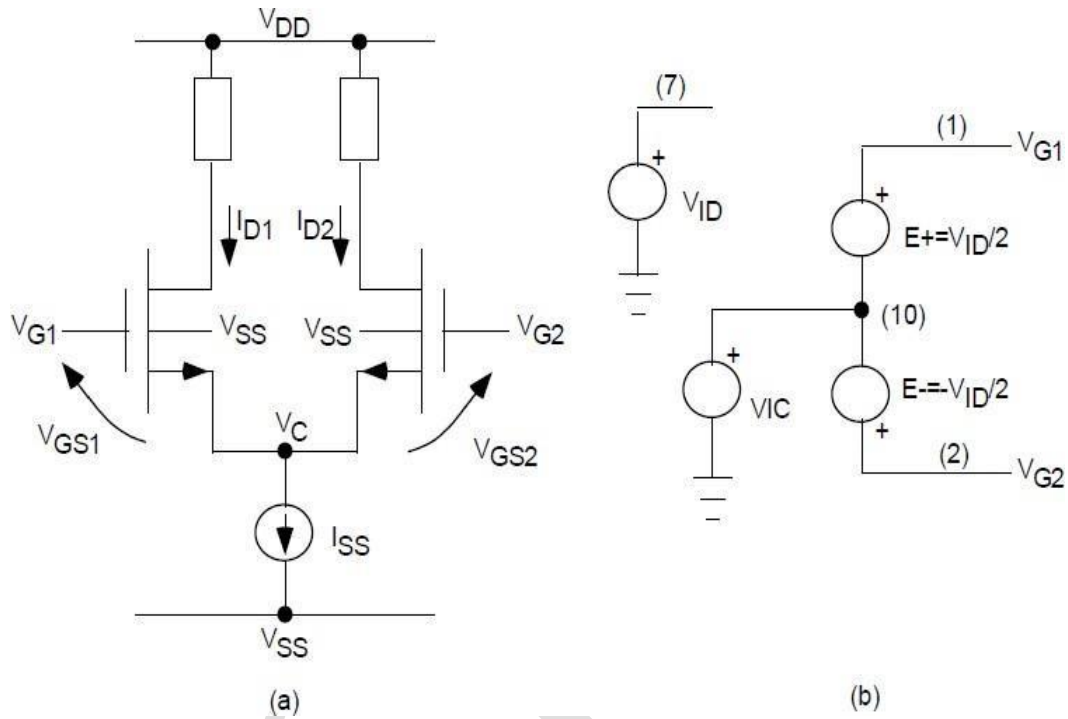 VDD
ID1
ID2
VG1
VSS
VSS
VG2
VGS1
VC
VGS2
ISS
VSS
(a)
(7)
+
VID
(1)
VG1
+
E+=VID/2
(10)
+
VIC
E-=-VID/2
+
(2)
VG2
(b)